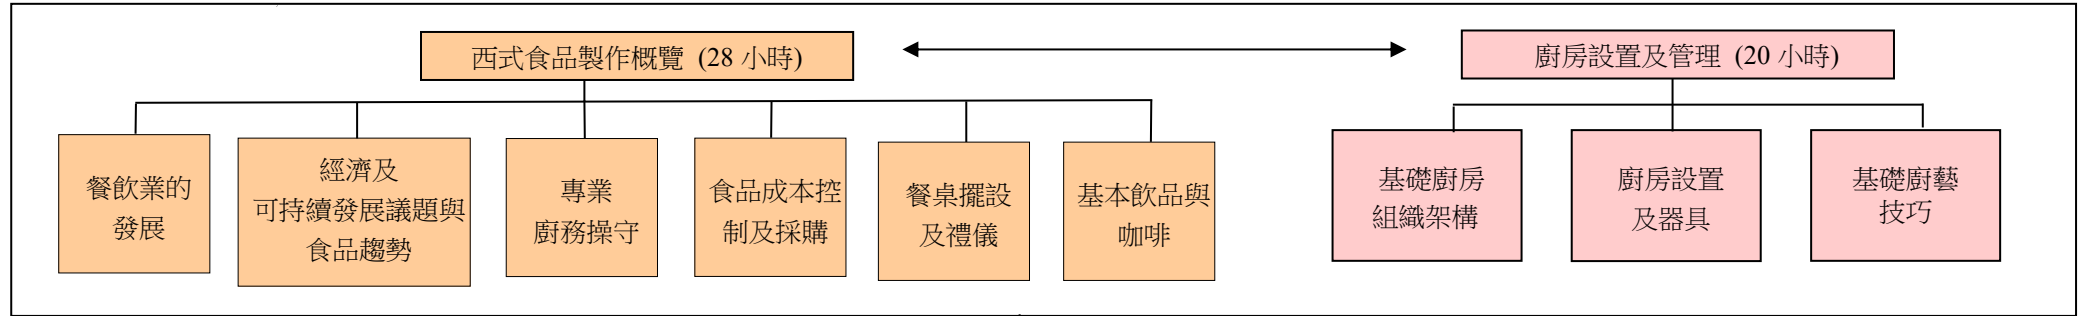 西式食品製作概覽 (28 小時)
廚房設置及管理 (20 小時)
餐飲業的
發展
經濟及
可持續發展議題與
食品趨勢
專業
廚務操守
食品成本控
制及採購
餐桌擺設
及禮儀
基本飲品與
咖啡
基礎廚房
組織架構
廚房設置
及器具
基礎廚藝
技巧